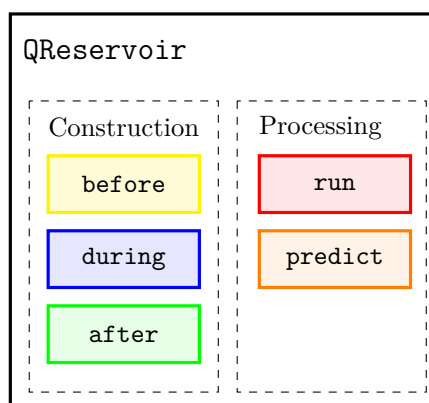 QReservoir
Construction
before
during
after
Processing
run
predict